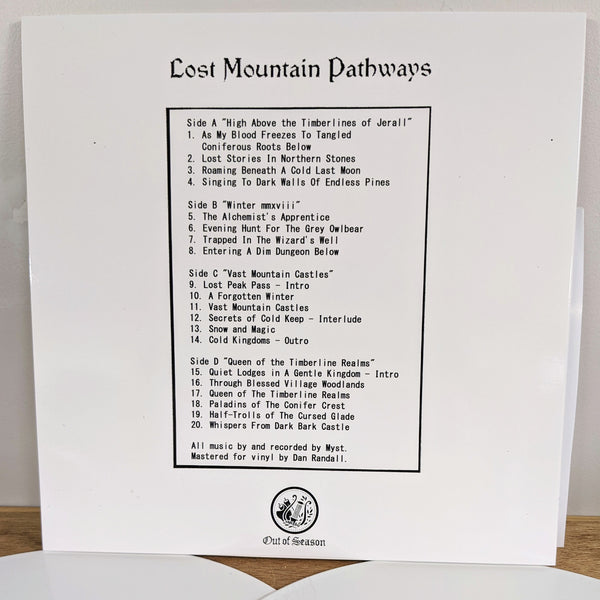 Lost Mountain Pathways
Side A "High Above the Timberlines of Jerall"
1. As My Blood Freezes To Tangled
Coniferous Roots Below
2. Lost Stories In Northern Stones
3. Roaming Beneath A Cold Last Moon
4. Singing To Dark Walls Of Endless Pines
Side B "Winter mmxviii"
5. The Alchemist's Apprentice
6. Evening Hunt For The Grey Owlbear
7. Trapped In The Wizard's Well
8. Entering A Dim Dungeon Below
Side C "Vast Mountain Castles"
9. Lost Peak Pass - Intro
10. A Forgotten Winter
11. Vast Mountain Castles
12. Secrets of Cold Keep - Interlude
13. Snow and Magic
14. Cold Kingdoms - Outro
Side D "Queen of the Timberline Realms"
15. Quiet Lodges in A Gentle Kingdom - Intro
16. Through Blessed Village Woodlands
17. Queen of The Timberline Realms
18. Paladins of The Conifer Crest
19. Half-Trolls of The Cursed Glade
20. Whispers From Dark Bark Castle
All music by and recorded by Myst.
Mastered for vinyl by Dan Randall.
Out of Season